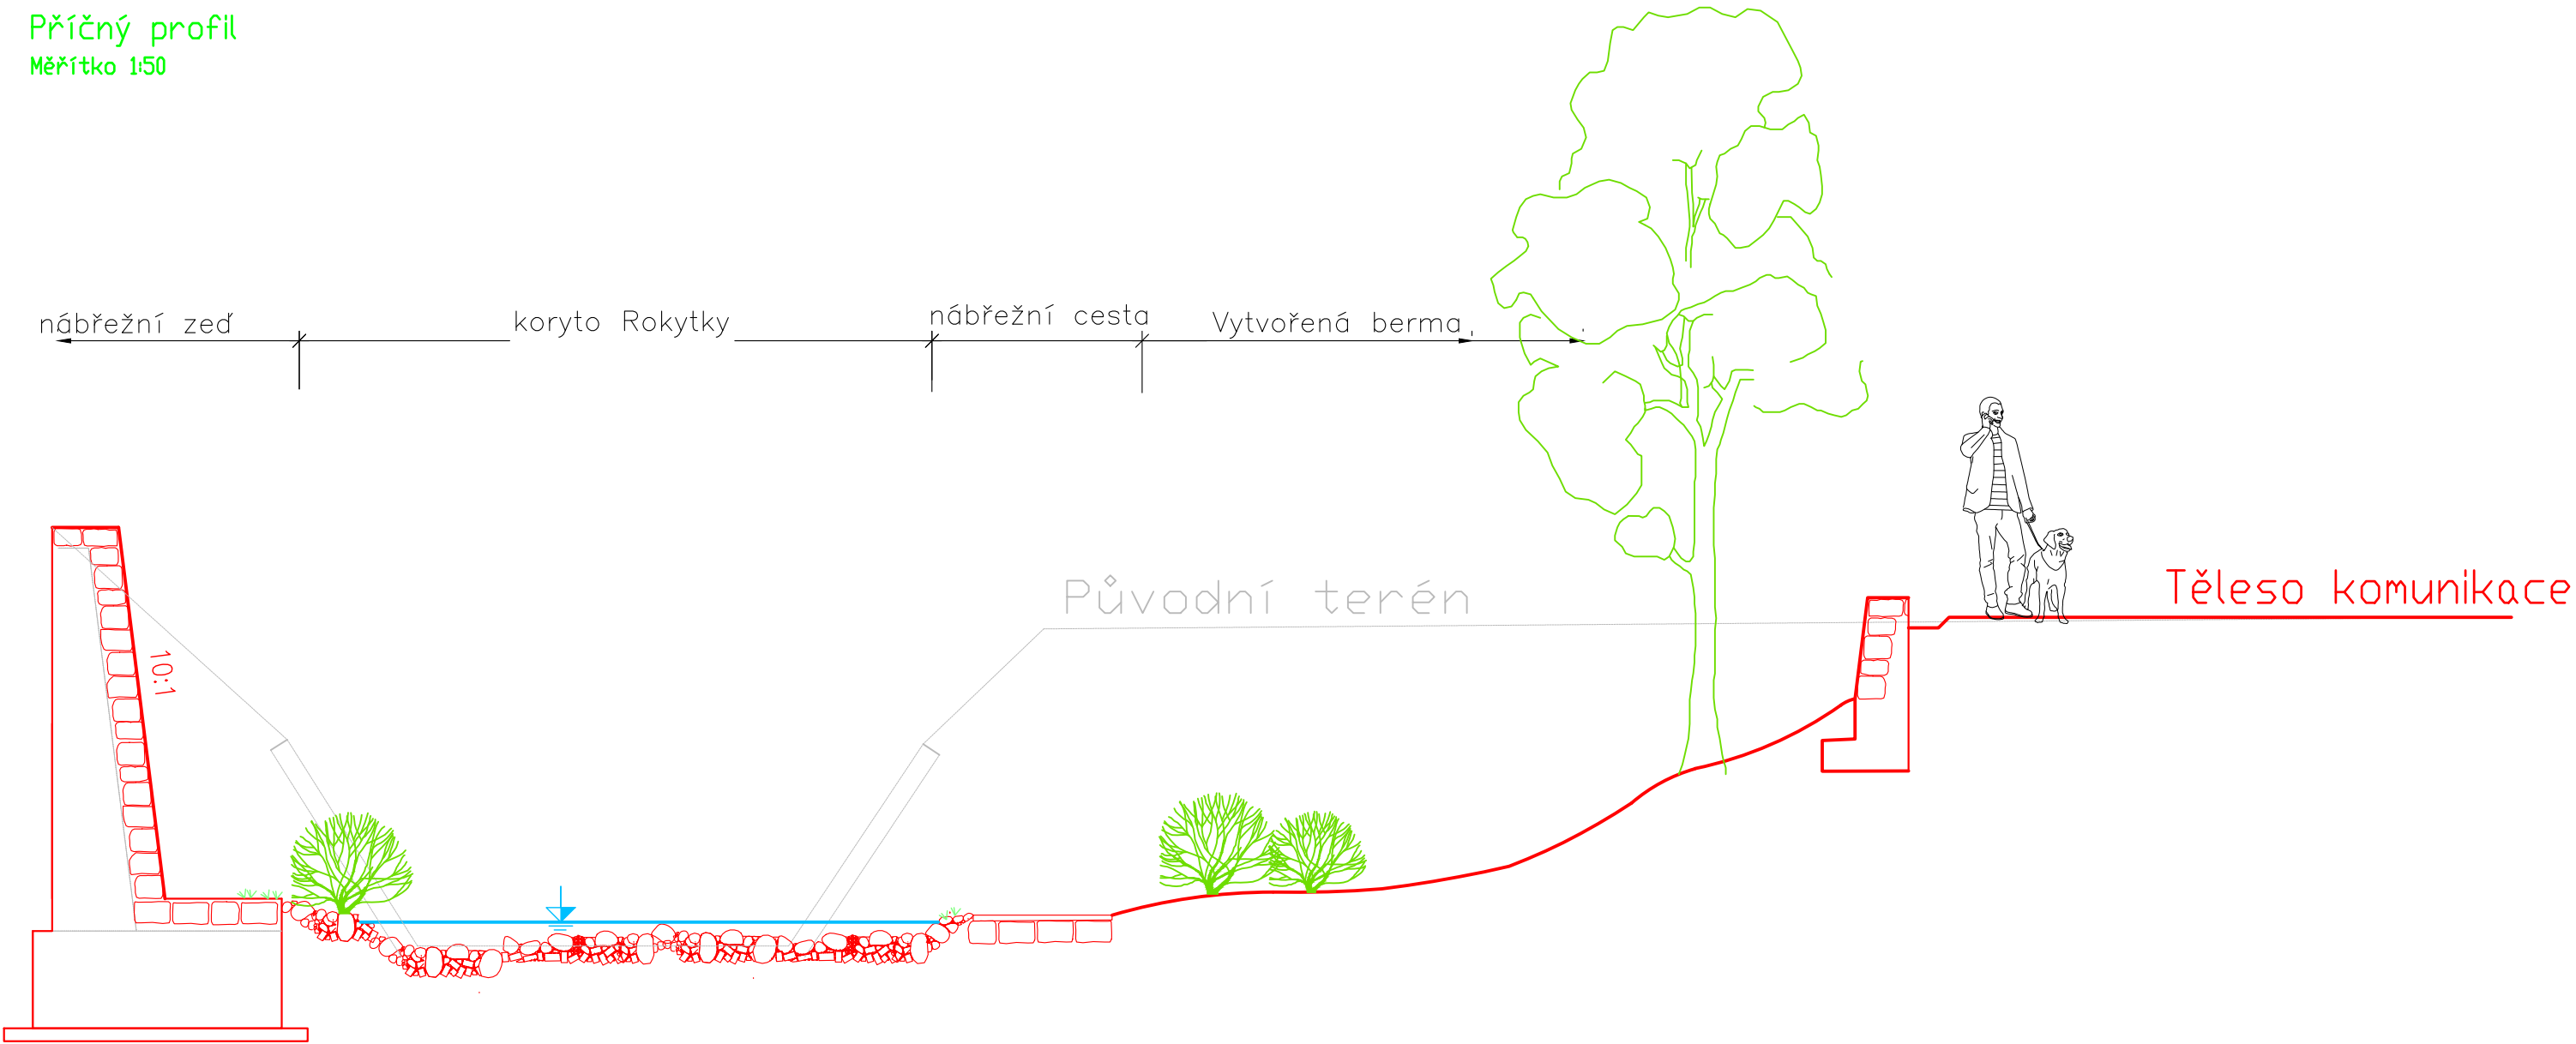 Příčný profil
Měřítko 1:50
nábřežní zeď
koryto Rokytky
nábřežní cesta
Vytvořená berma
Původní terén
Těleso komunikace
10:1